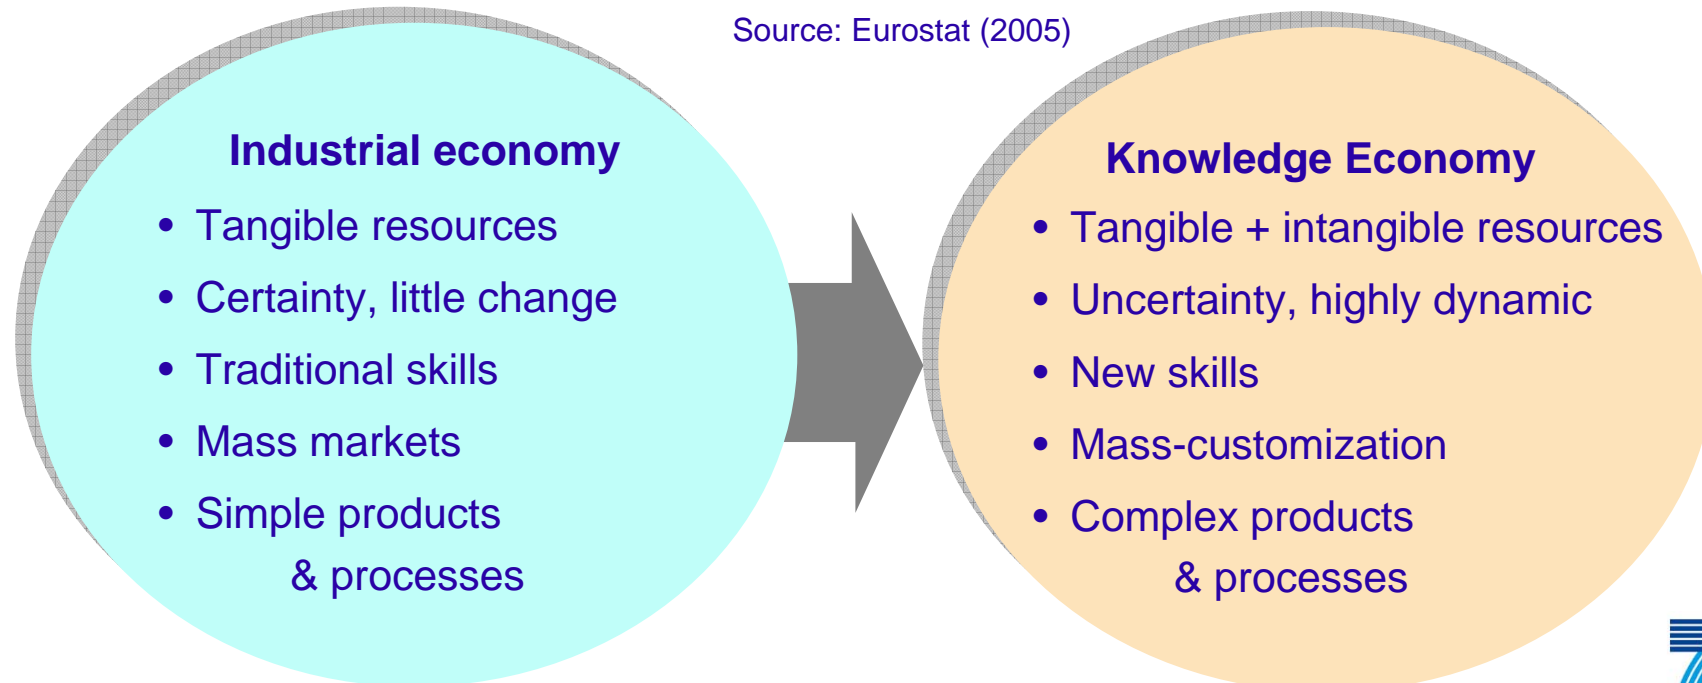 Source: Eurostat (2005)
Industrial economy
• Tangible resources
• Certainty, little change
• Traditional skills
• Mass markets
• Simple products
& processes
Knowledge Economy
• Tangible + intangible resources
• Uncertainty, highly dynamic
• New skills
• Mass-customization
• Complex products
& processes